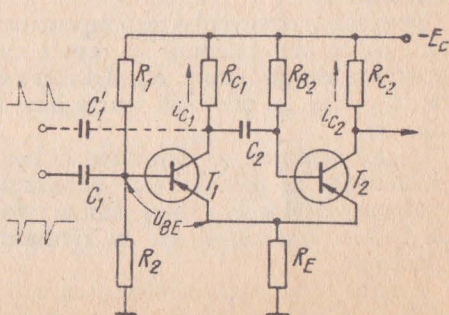 -E_C
R_1
R_C1
R_B2
R_C2
i_C1
i_C2
C_1'
C_2
C_1
T_1
T_2
u_BE
R_2
R_E